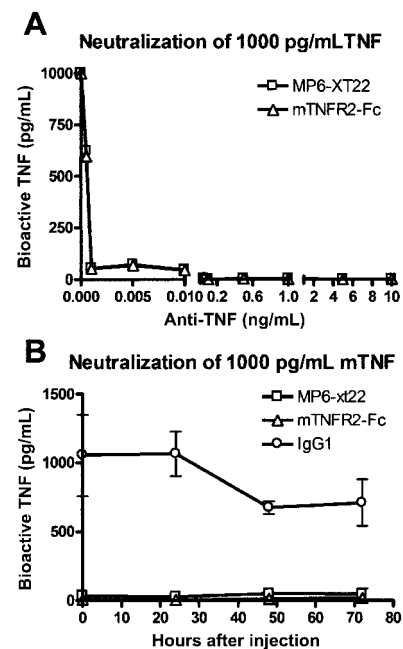 A
Neutralization of 1000 pg/mLTNF
1000
750
500
250
0
Bioactive TNF (pg/mL)
MP6-XT22
mTNFR2-Fc
0.000 0.005 0.010 0.2 0.6 1.0 2 4 6 8 10
Anti-TNF (ng/mL)
B
Neutralization of 1000 pg/mL mTNF
1500
1000
500
0
Bioactive TNF (pg/mL)
MP6-xt22
mTNFR2-Fc
IgG1
0 10 20 30 40 50 60 70 80
Hours after injection